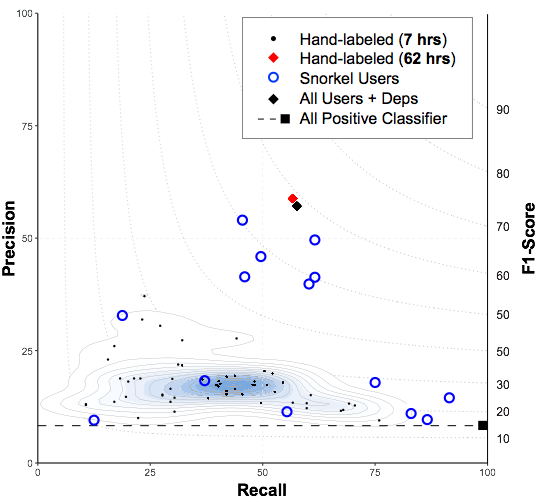 100
75
50
25
0
Precision
Hand-labeled (7 hrs)
Hand-labeled (62 hrs)
Snorkel Users
All Users + Deps
All Positive Classifier
90
80
70
60
50
50
30
20
10
F1-Score
0
25
50
75
100
Recall